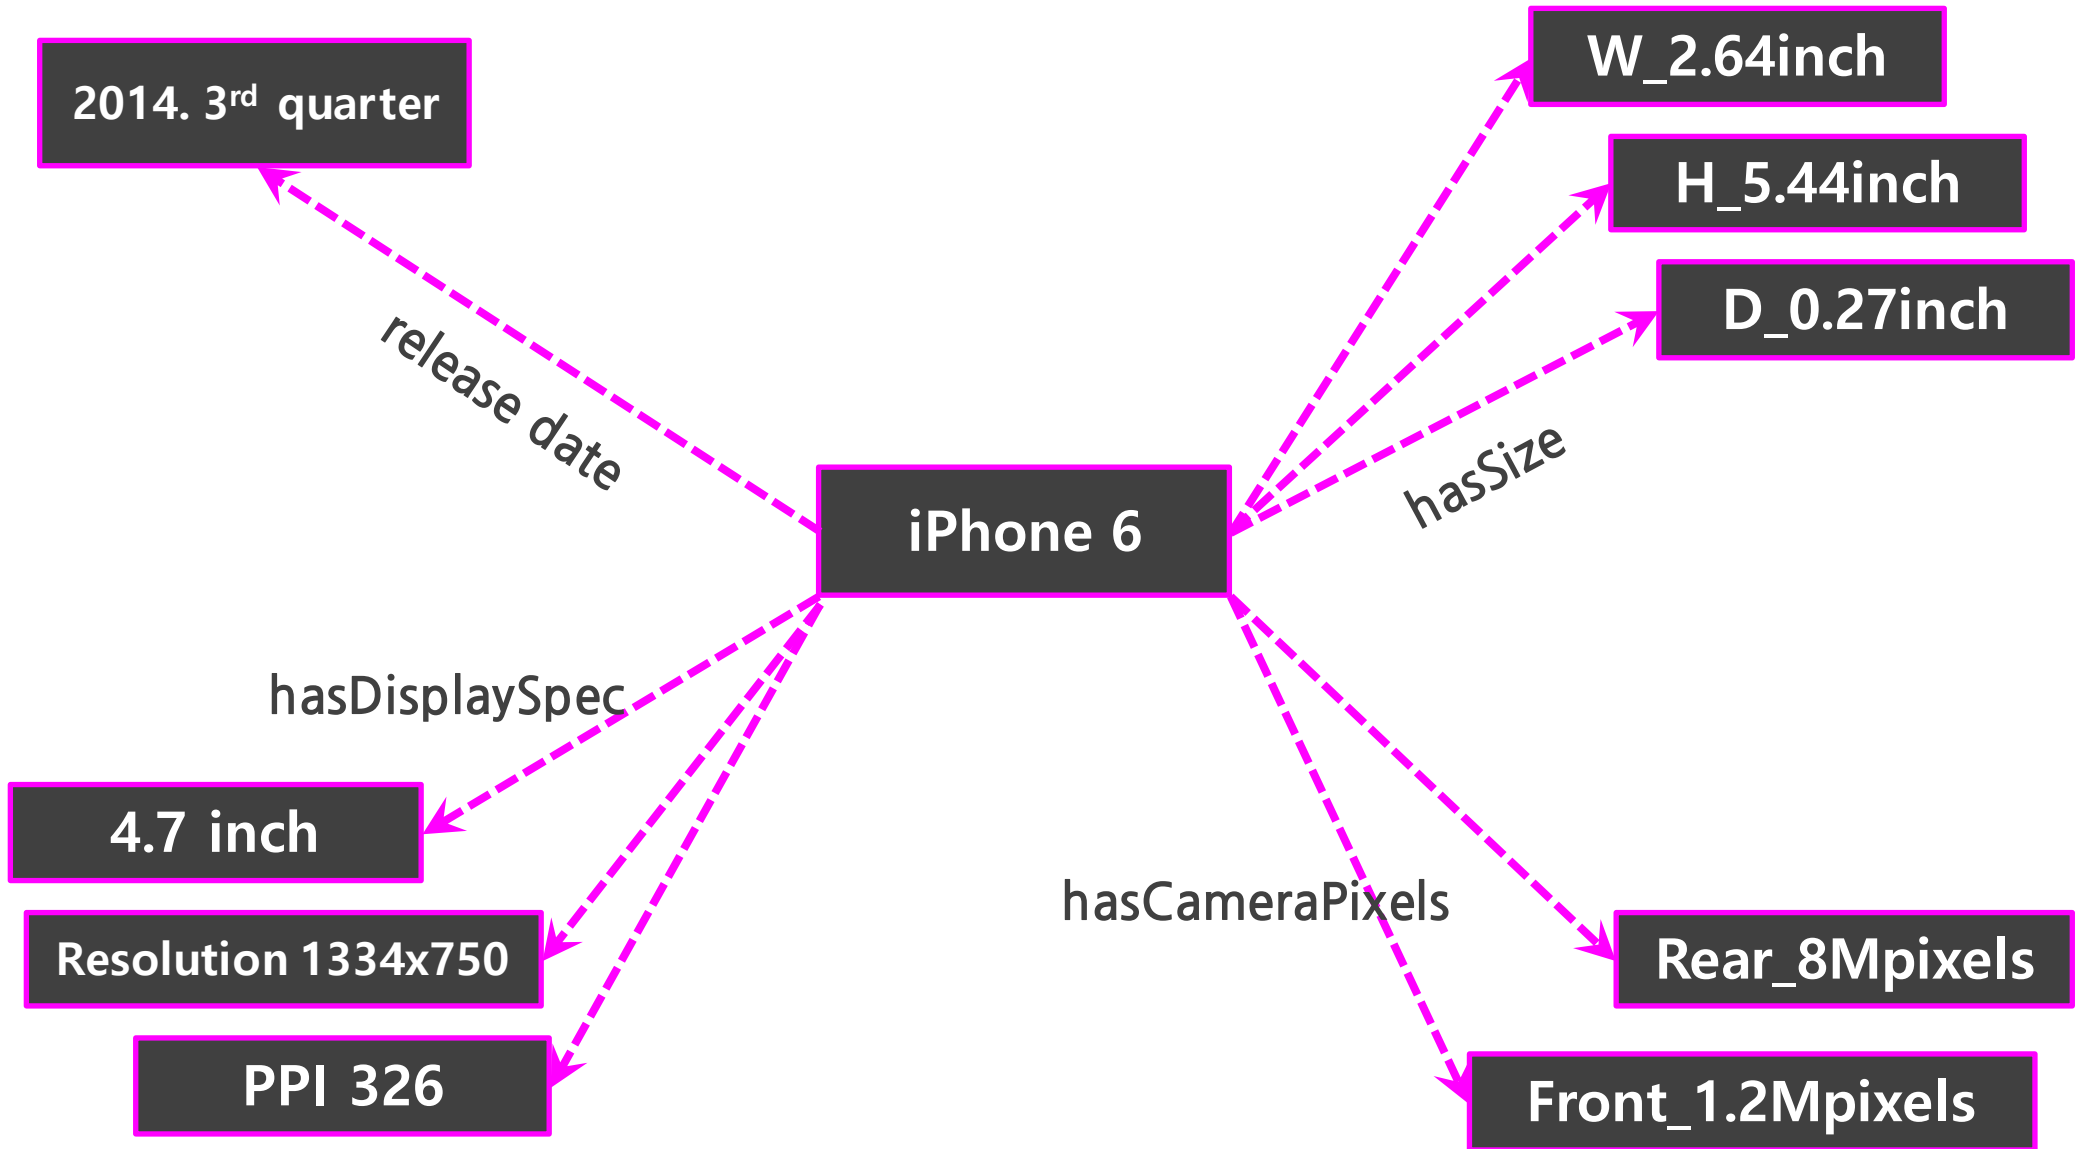 2014. 3rd quarter
W_2.64inch
H_5.44inch
D_0.27inch
release date
hasSize
iPhone 6
hasDisplaySpec
4.7 inch
Resolution 1334x750
PPI 326
hasCameraPixels
Rear_8Mpixels
Front_1.2Mpixels